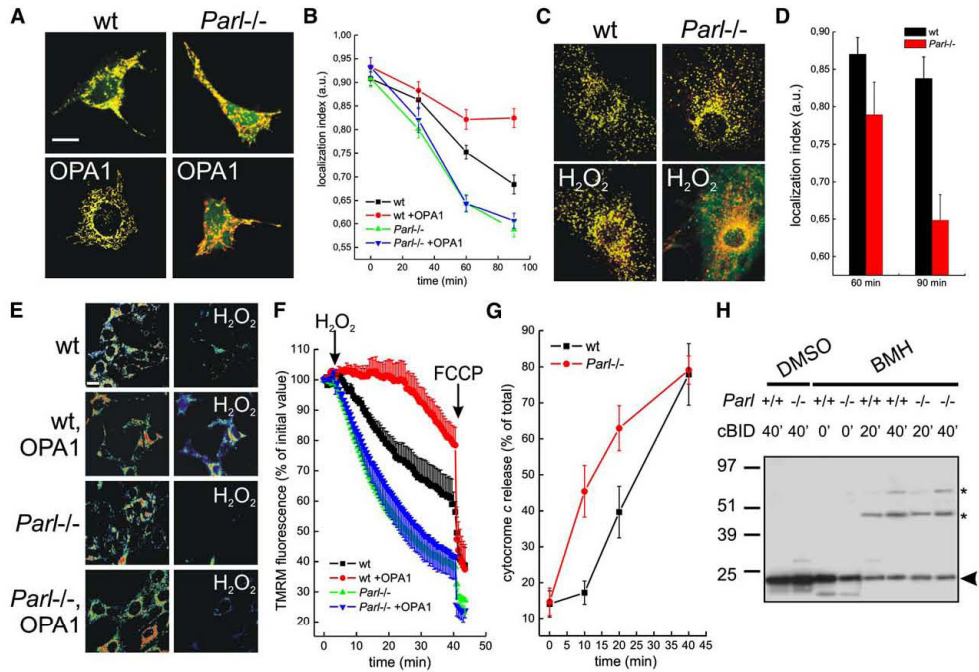 A
wt
Parl-/-
OPA1
OPA1
B
localization index (a.u.)
1,00
0,95
0,90
0,85
0,80
0,75
0,70
0,65
0,60
0,55
wt
wt +OPA1
Parl-/-
Parl-/- +OPA1
0 20 40 60 80 100
time (min)
C
wt
Parl-/-
H2O2
H2O2
D
wt
Parl-/-
localization index (a.u.)
0,90
0,85
0,80
0,75
0,70
0,65
0,60
60 min
90 min
E
wt
H2O2
wt,
OPA1
H2O2
Parl-/-
H2O2
Parl-/-,
OPA1
H2O2
F
H2O2
FCCP
TMRM fluorescence (% of initial value)
110
100
90
80
70
60
50
40
30
20
wt
wt +OPA1
Parl-/-
Parl-/- +OPA1
0 10 20 30 40 50
time (min)
G
wt
Parl-/-
cytocrome c release (% of total)
90
80
70
60
50
40
30
20
10
0 5 10 15 20 25 30 35 40 45
time (min)
H
DMSO
BMH
Parl +/+ -/- +/+ -/- +/+ +/+ -/- -/-
cBID
40' 40' 0' 0' 20' 40' 20' 40'
97
51
39
25
*
*